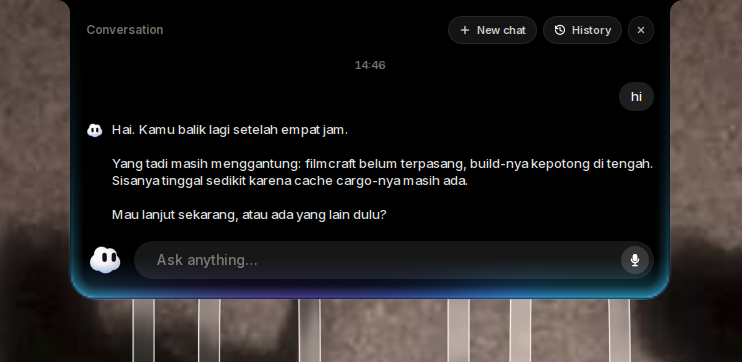 Conversation
+ New chat
History
14:46
hi
Hai. Kamu balik lagi setelah empat jam.
Yang tadi masih menggantung: filmcraft belum terpasang, build-nya kepotong di tengah.
Sisanya tinggal sedikit karena cache cargo-nya masih ada.
Mau lanjut sekarang, atau ada yang lain dulu?
Ask anything...